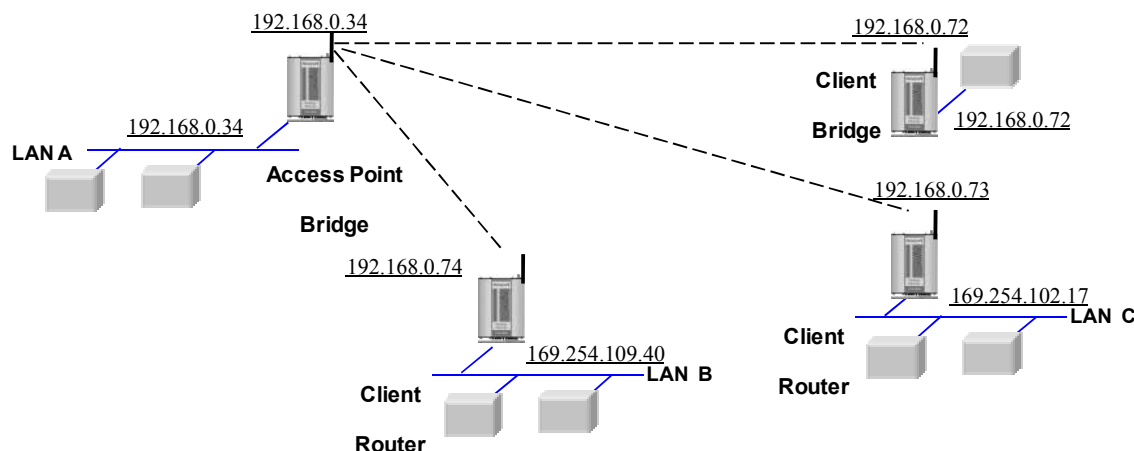 192.168.0.34
192.168.0.72
Client
Bridge
192.168.0.72
192.168.0.34
LAN A
Access Point
Bridge
192.168.0.73
192.168.0.74
169.254.102.17
LAN C
Client
Router
169.254.109.40
LAN B
Client
Router